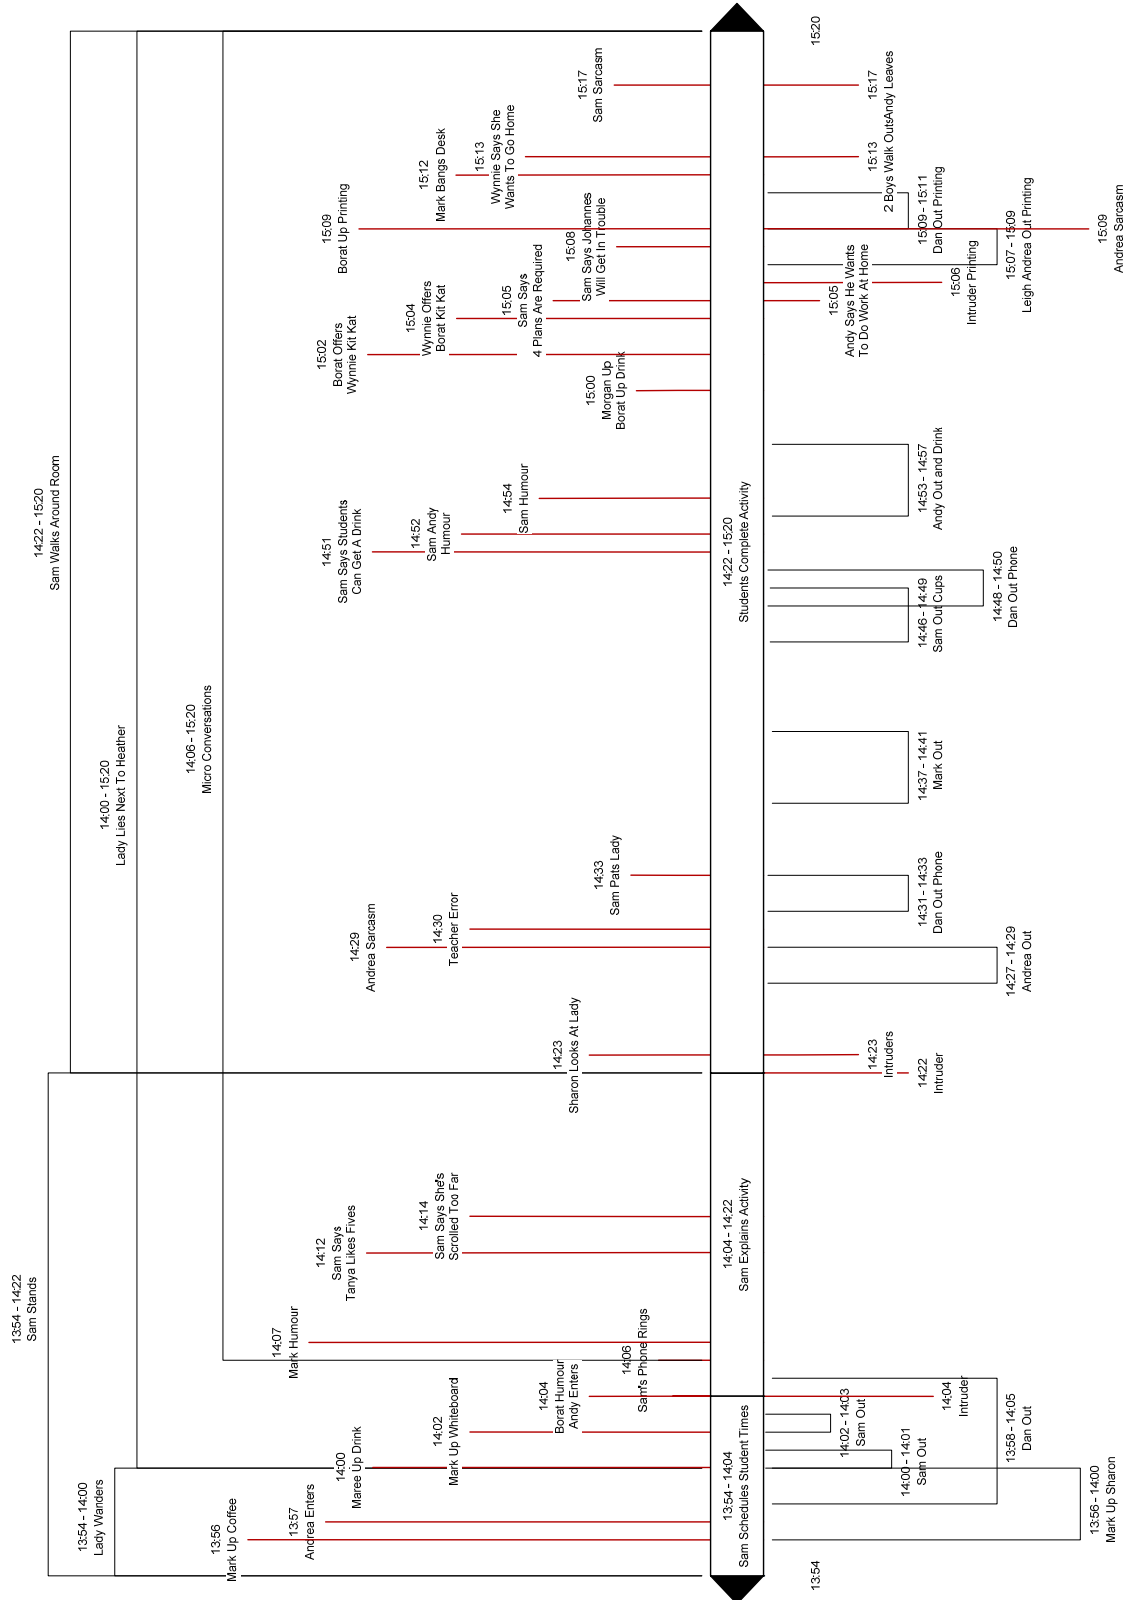 13:54 - 14:22
Sam Stands
14:22 - 15:20
Sam Walks Around Room
13:54 - 14:00
Lady Wanders
14:00 - 15:20
Lady Lies Next To Heather
14:06 - 15:20
Micro Conversations
13:56
Mark Up Coffee
13:57
Andrea Enters
14:00
Maree Up Drink
14:02
Mark Up Whiteboard
14:04
Borat Humour
Andy Enters
14:06
Sam's Phone Rings
14:07
Mark Humour
14:12
Sam Says
Tanya Likes Fives
14:14
Sam Says She's
Scrolled Too Far
14:23
Sharon Looks At Lady
14:29
Andrea Sarcasm
14:30
Teacher Error
14:33
Sam Pats Lady
14:51
Sam Says Students
Can Get A Drink
14:52
Sam Andy
Humour
14:54
Sam Humour
15:00
Morgan Up
Borat Up Drink
15:02
Borat Offers
Wynnie Kit Kat
15:04
Wynnie Offers
Borat Kit Kat
15:05
Sam Says
4 Plans Are Required
15:08
Sam Says Johannes
Will Get In Trouble
15:09
Borat Up Printing
15:12
Mark Bangs Desk
15:13
Wynnie Says She
Wants To Go Home
15:17
Sam Sarcasm
13:54 - 14:04
Sam Schedules Student Times
14:04 - 14:22
Sam Explains Activity
14:22 - 15:20
Students Complete Activity
13:54
15:20
13:56 - 14:00
Mark Up Sharon
13:58 - 14:05
Dan Out
14:00 - 14:01
Sam Out
14:02 - 14:03
Sam Out
14:04
Intruder
14:22
Intruder
14:23
Intruders
14:27 - 14:29
Andrea Out
14:31 - 14:33
Dan Out Phone
14:37 - 14:41
Mark Out
14:46 - 14:49
Sam Out Cups
14:48 - 14:50
Dan Out Phone
14:53 - 14:57
Andy Out and Drink
15:05
Andy Says He Wants
To Do Work At Home
15:06
Intruder Printing
15:07 - 15:09
Leigh Andrea Out Printing
15:09
Andrea Sarcasm
15:09 - 15:11
Dan Out Printing
15:13
2 Boys Walk Outs
15:17
Andy Leaves